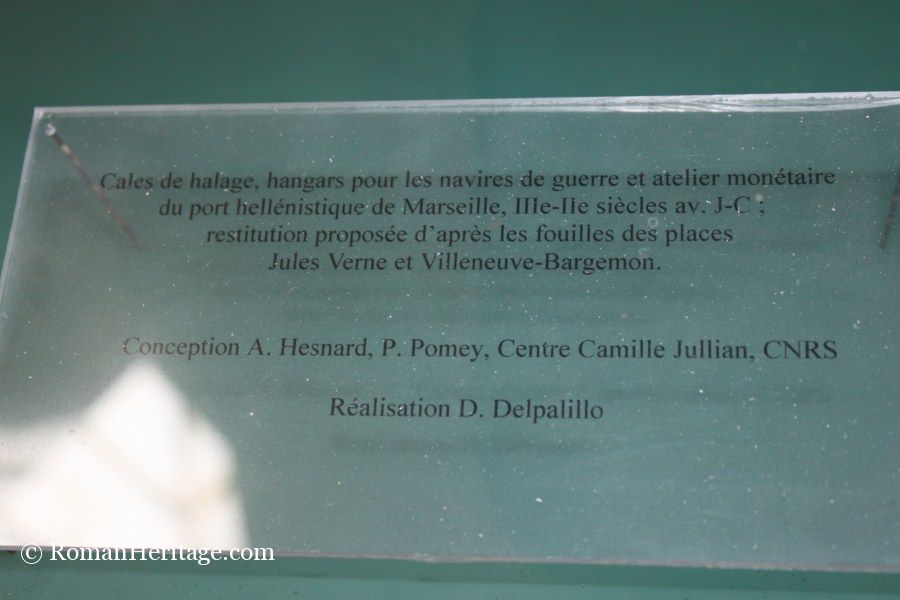 Cales de halage, hangars pour les navires de guerre et atelier monétaire
du port hellénistique de Marseille, IIIe-IIe siècles av. J-C ;
restitution proposée d'après les fouilles des places
Jules Verne et Villeneuve-Bargemon.
Conception A. Hesnard, P. Pomey, Centre Camille Jullian, CNRS
Réalisation D. Delpalillo
© RomanHeritage.com